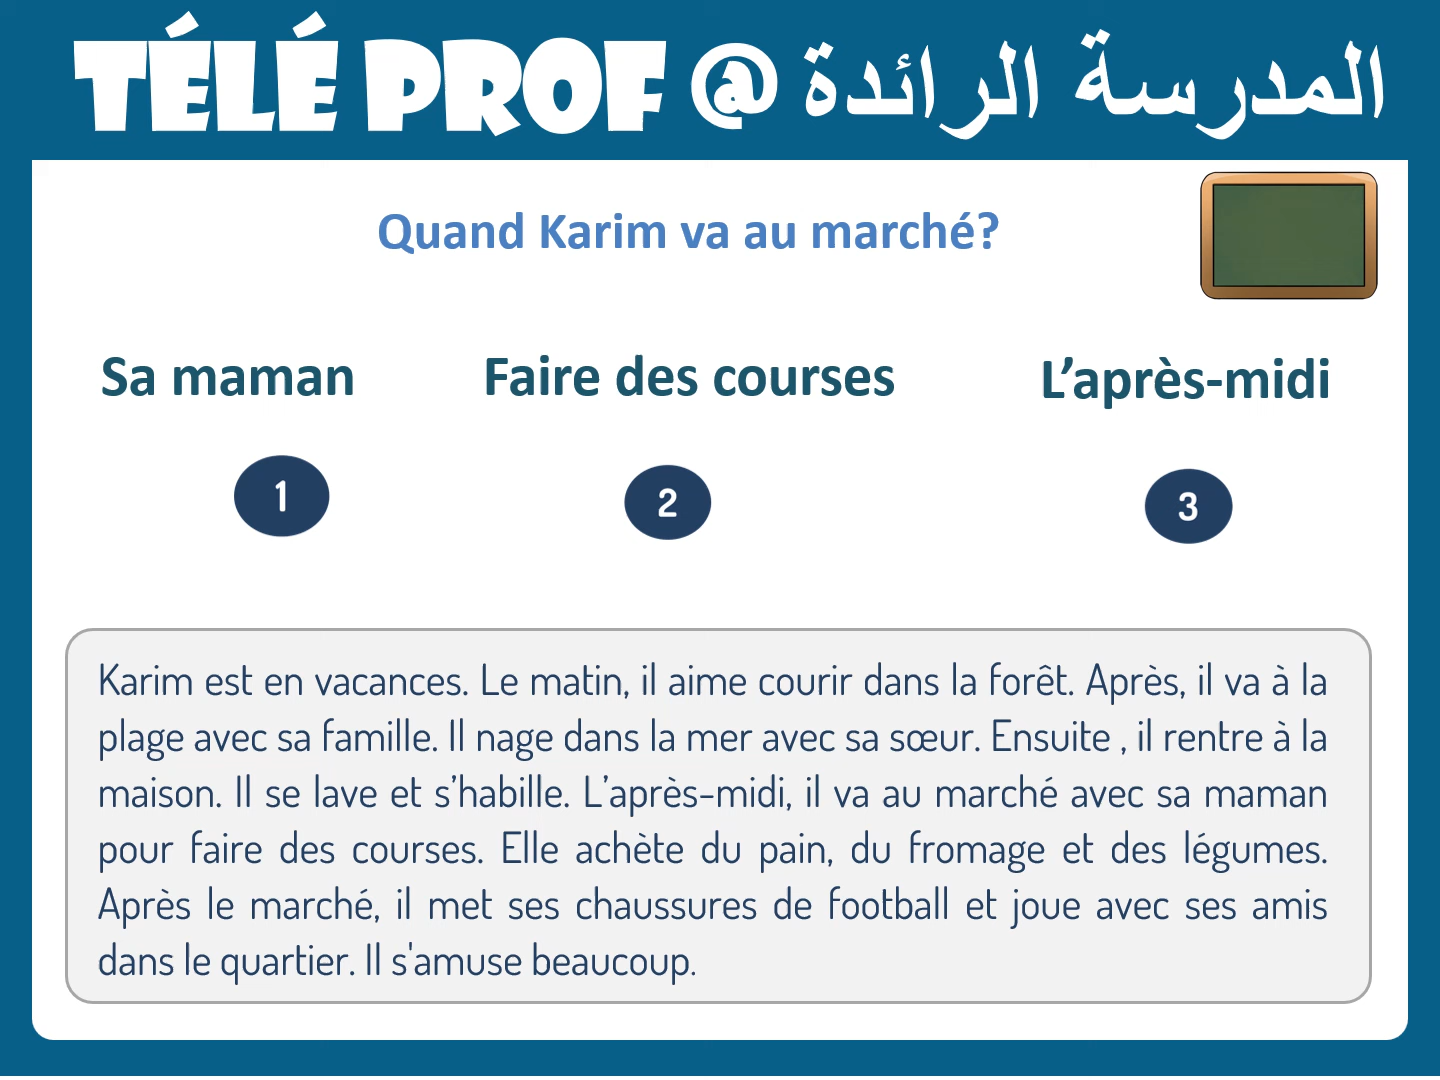 TÉLÉ PROF @ المدرسة الرائدة
Quand Karim va au marché?
Sa maman
Faire des courses
L’après-midi
1
2
3
Karim est en vacances. Le matin, il aime courir dans la forêt. Après, il va à la
plage avec sa famille. Il nage dans la mer avec sa sœur. Ensuite , il rentre à la
maison. Il se lave et s’habille. L’après-midi, il va au marché avec sa maman
pour faire des courses. Elle achète du pain, du fromage et des légumes.
Après le marché, il met ses chaussures de football et joue avec ses amis
dans le quartier. Il s'amuse beaucoup.